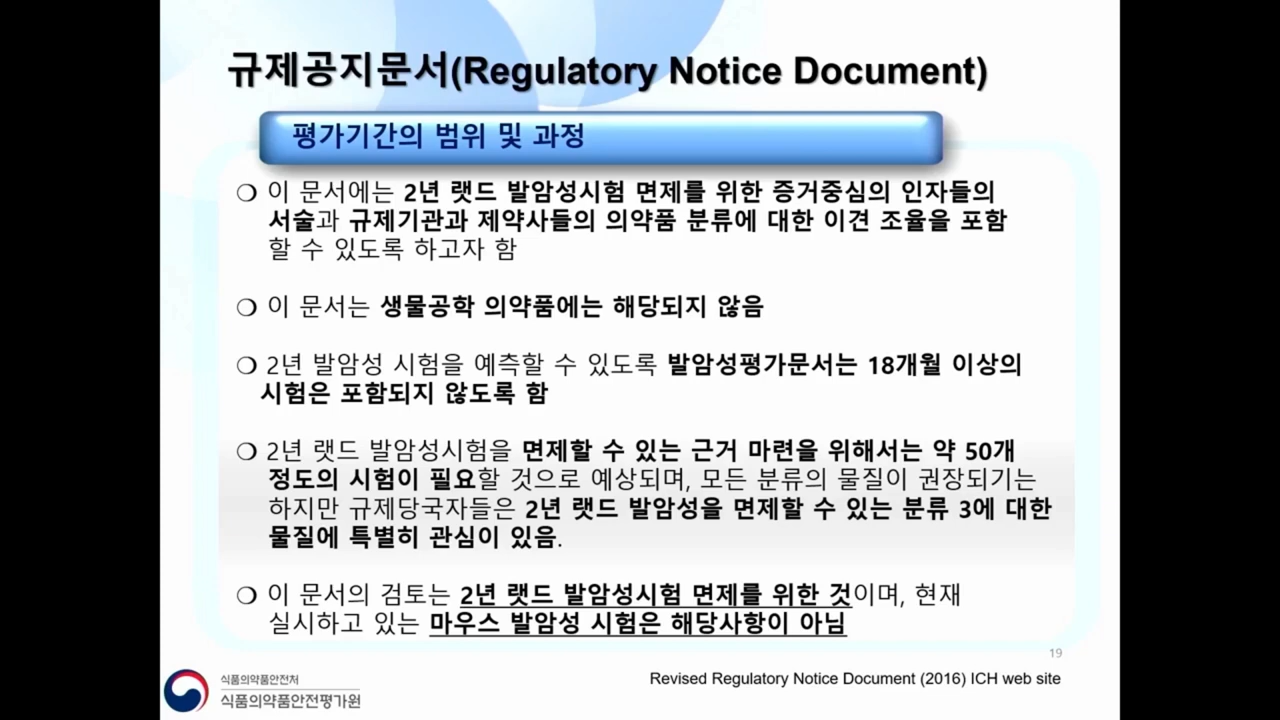 규제공지문서(Regulatory Notice Document)
평가기간의 범위 및 과정
❍ 이 문서에는 2년 랫드 발암성시험 면제를 위한 증거중심의 인자들의
서술과 규제기관과 제약사들의 의약품 분류에 대한 이견 조율을 포함
할 수 있도록 하고자 함
❍ 이 문서는 생물공학 의약품에는 해당되지 않음
❍ 2년 발암성 시험을 예측할 수 있도록 발암성평가문서는 18개월 이상의
시험은 포함되지 않도록 함
❍ 2년 랫드 발암성시험을 면제할 수 있는 근거 마련을 위해서는 약 50개
정도의 시험이 필요할 것으로 예상되며, 모든 분류의 물질이 권장되기는
하지만 규제당국자들은 2년 랫드 발암성을 면제할 수 있는 분류 3에 대한
물질에 특별히 관심이 있음.
❍ 이 문서의 검토는 2년 랫드 발암성시험 면제를 위한 것이며, 현재
실시하고 있는 마우스 발암성 시험은 해당사항이 아님
19
Revised Regulatory Notice Document (2016) ICH web site
식품의약품안전처
식품의약품안전평가원